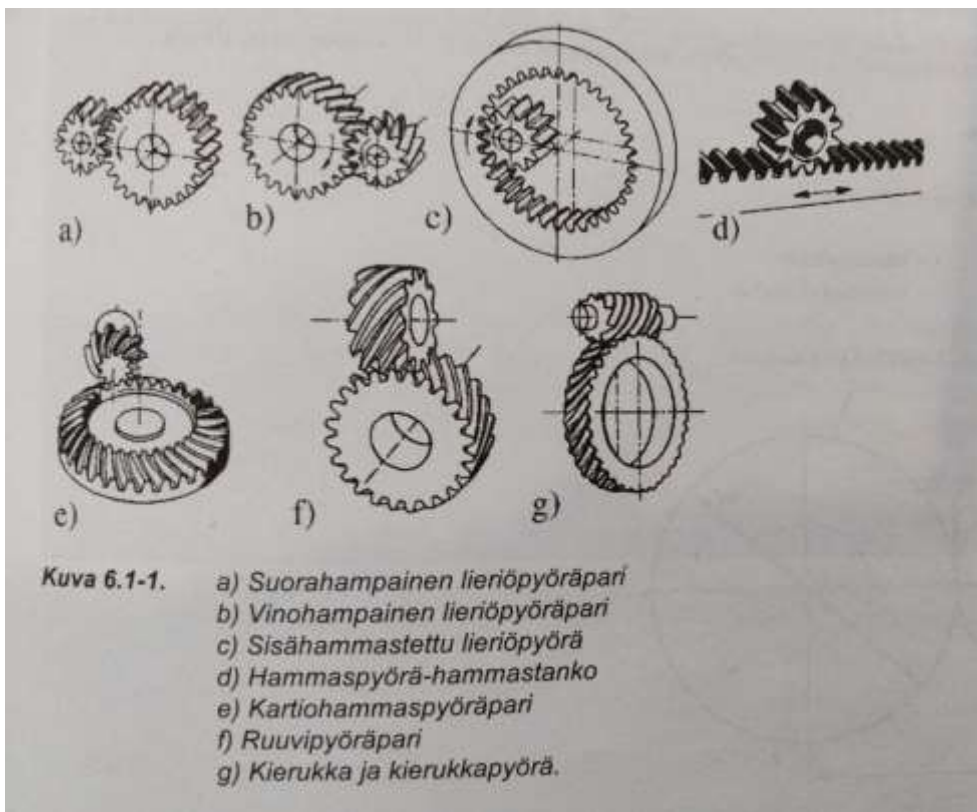 a)
b)
c)
d)
e)
f)
g)
Kuva 6.1-1.
a) Suorahampainen lieriöpyöräpari
b) Vinohampainen lieriöpyöräpari
c) Sisähammastettu lieriöpyörä
d) Hammaspyörä-hammastanko
e) Kartiohammaspyöräpari
f) Ruuvipyöräpari
g) Kierukka ja kierukkapyörä.